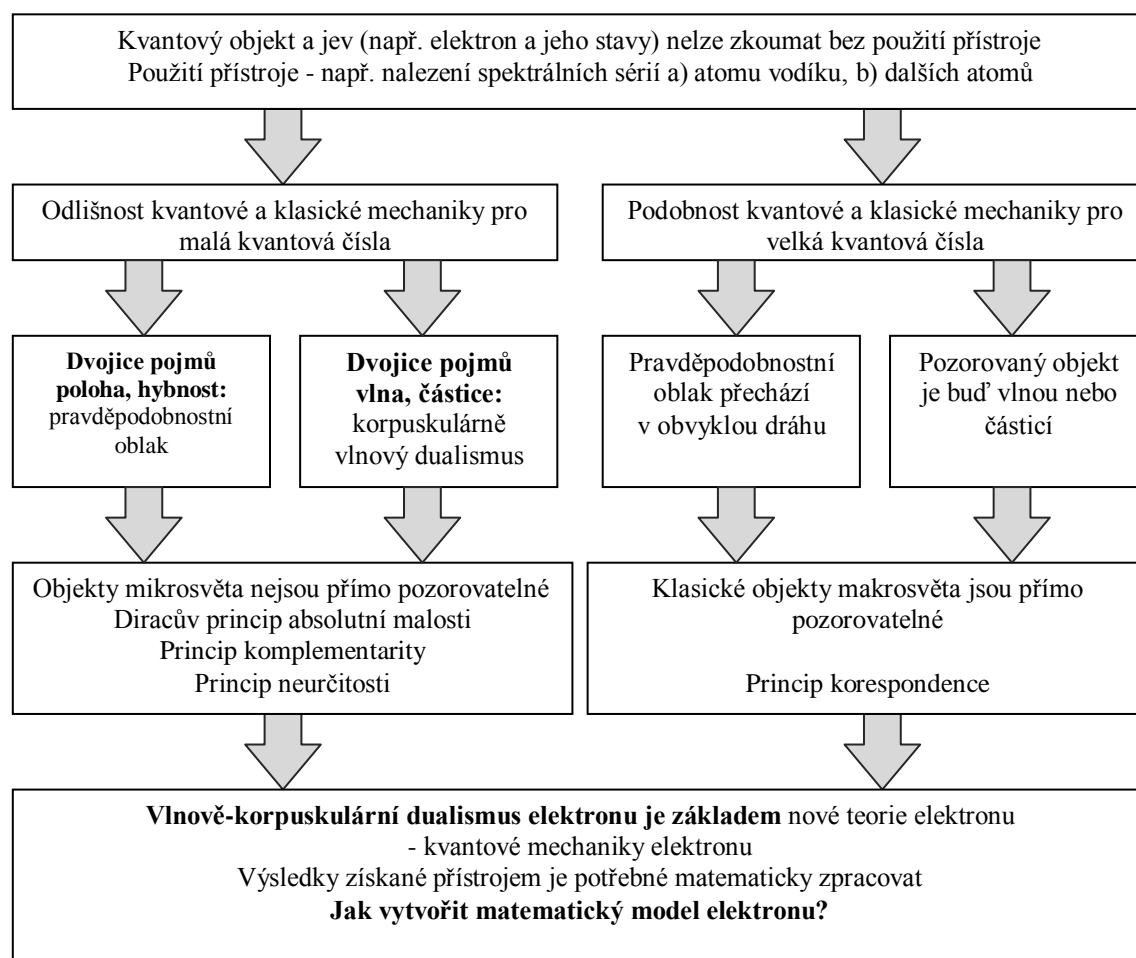 Kvantový objekt a jev (např. elektron a jeho stavy) nelze zkoumat bez použití přístroje
Použití přístroje - např. nalezení spektrálních sérií a) atomu vodíku, b) dalších atomů
Odlišnost kvantové a klasické mechaniky pro
malá kvantová čísla
Podobnost kvantové a klasické mechaniky pro
velká kvantová čísla
Dvojice pojmů
poloha, hybnost:
pravděpodobnostní
oblak
Dvojice pojmů
vlna, částice:
korpuskulárně
vlnový dualismus
Pravděpodobnostní
oblak přechází
v obvyklou dráhu
Pozorovaný objekt
je buď vlnou nebo
částicí
Objekty mikrosvěta nejsou přímo pozorovatelné
Diracův princip absolutní malosti
Princip komplementarity
Princip neurčitosti
Klasické objekty makrosvěta jsou přímo
pozorovatelné
Princip korespondence
Vlnově-korpuskulární dualismus elektronu je základem nové teorie elektronu
- kvantové mechaniky elektronu
Výsledky získané přístrojem je potřebné matematicky zpracovat
Jak vytvořit matematický model elektronu?